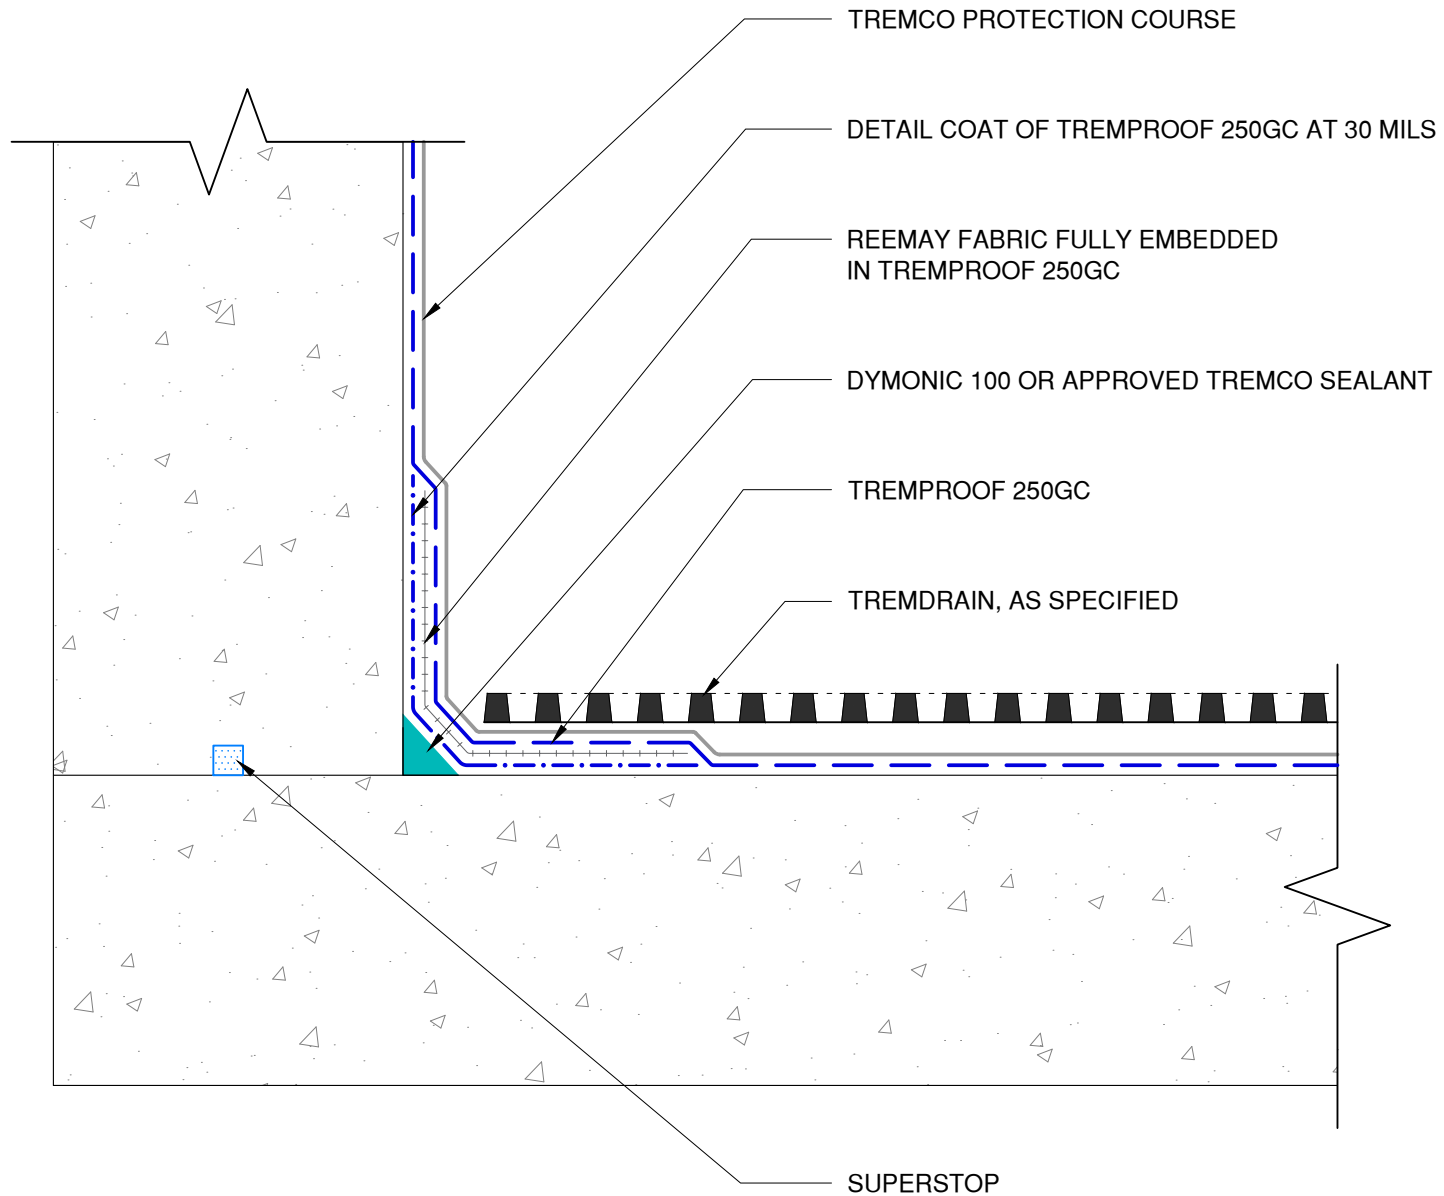 TREMCO PROTECTION COURSE
DETAIL COAT OF TREMPROOF 250GC AT 30 MILS
REEMAY FABRIC FULLY EMBEDDED
IN TREMPROOF 250GC
DYMONIC 100 OR APPROVED TREMCO SEALANT
TREMPROOF 250GC
TREMDRAIN, AS SPECIFIED
SUPERSTOP